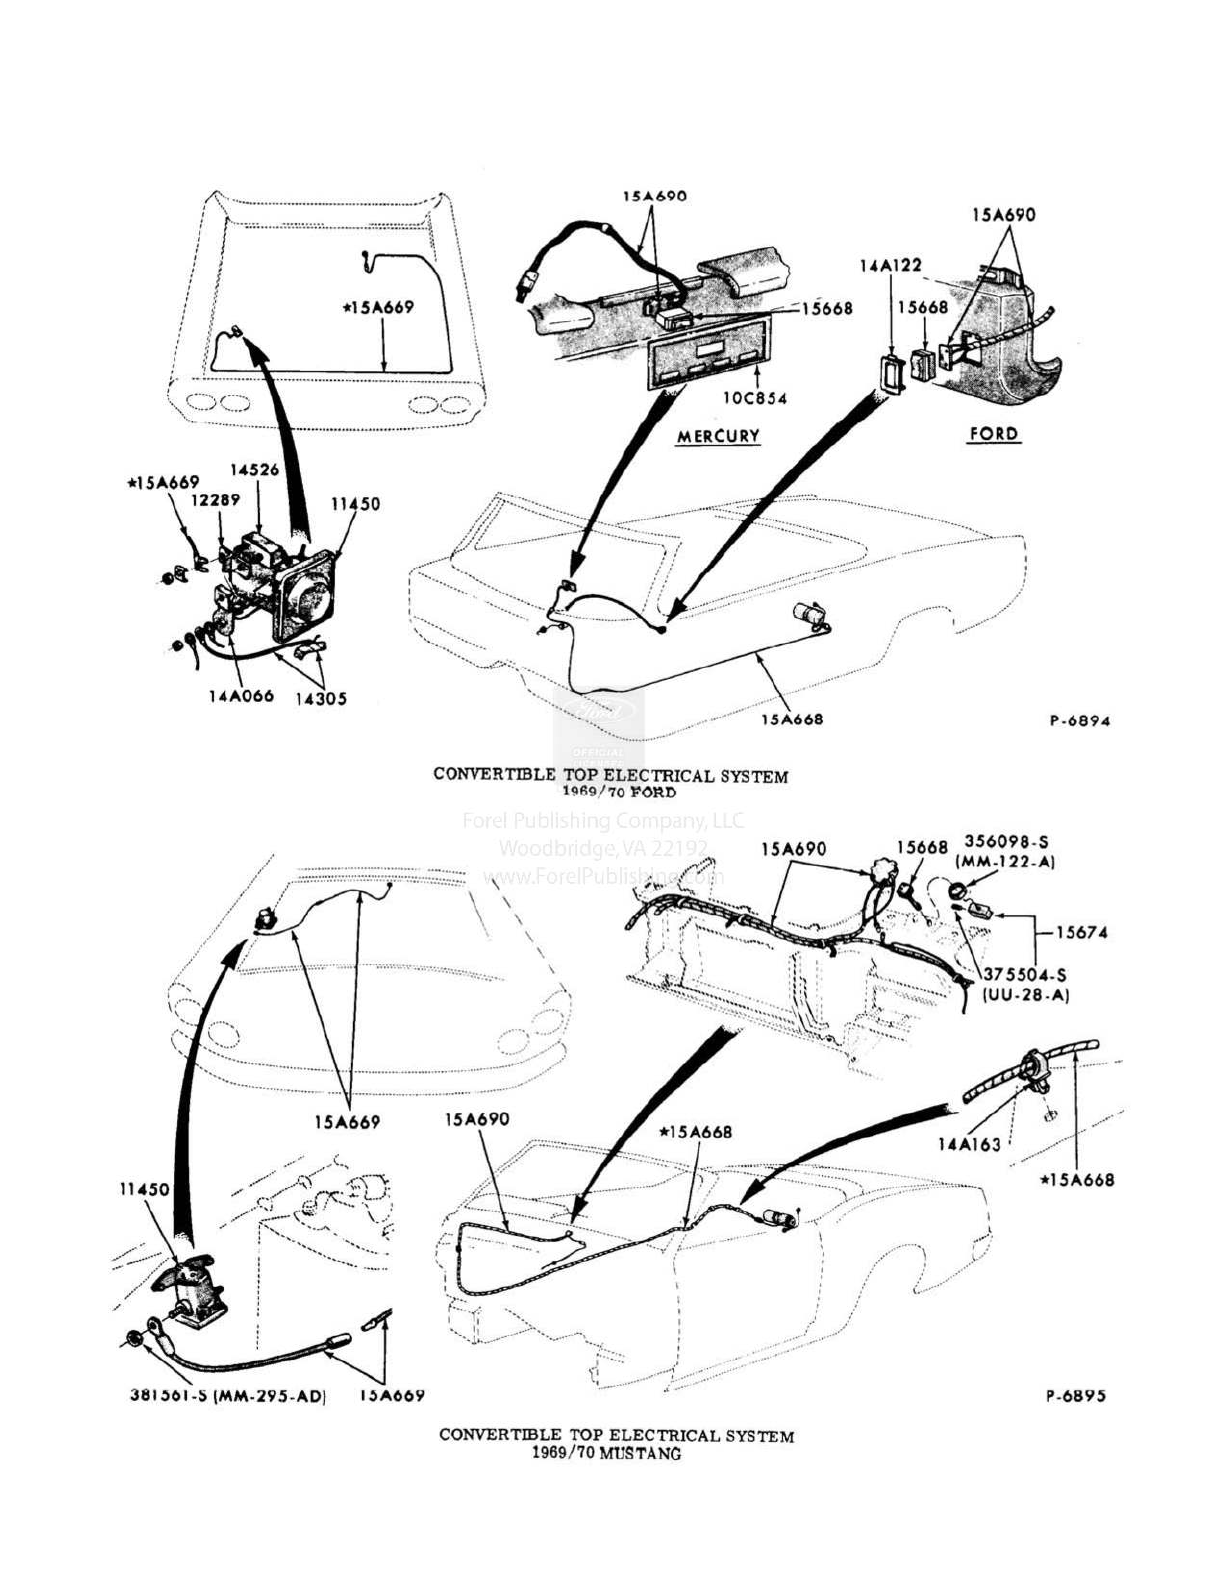 15A690
15A690
14A122
*15A669
15668
15668
10C854
MERCURY
FORD
14526
*15A669
12289
11450
14A066
14305
15A668
P-6894
Ford
OFFICIAL
LICENSED
CONVERTIBLE TOP ELECTRICAL SYSTEM
1969/70 FORD
Forel Publishing Company, LLC
Woodbridge, VA 22192
www.ForelPublishing.com
15A690
15668
356098-S
(MM-122-A)
15674
375504-S
(UU-28-A)
15A669
15A690
*15A668
14A163
*15A668
11450
381561-S (MM-295-AD)
15A669
P-6895
CONVERTIBLE TOP ELECTRICAL SYSTEM
1969/70 MUSTANG